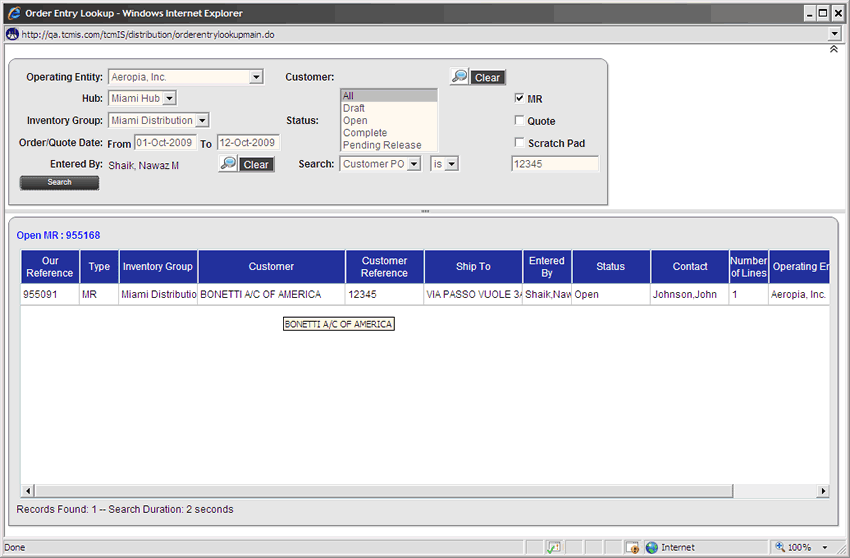 Order Entry Lookup - Windows Internet Explorer
http://qa.tcmis.com/tcmIS/distribution/orderentrylookupmain.do
Operating Entity: Aeropia, Inc. Customer: Clear
Hub: Miami Hub All MR
Draft
Inventory Group: Miami Distribution Status: Open Quote
Complete
Order/Quote Date: From 01-Oct-2009 To 12-Oct-2009 Pending Release Scratch Pad
Entered By: Shaik, Nawaz M Clear Search: Customer PO is 12345
Search
Open MR : 955168
Our Reference Type Inventory Group Customer Customer Reference Ship To Entered By Status Contact Number of Lines Operating En
955091 MR Miami Distributio BONETTI A/C OF AMERICA 12345 VIA PASSO VUOLE 3A Shaik,Naw Open Johnson,John 1 Aeropia, Inc.
BONETTI A/C OF AMERICA
Records Found: 1 -- Search Duration: 2 seconds
Done Internet 100%